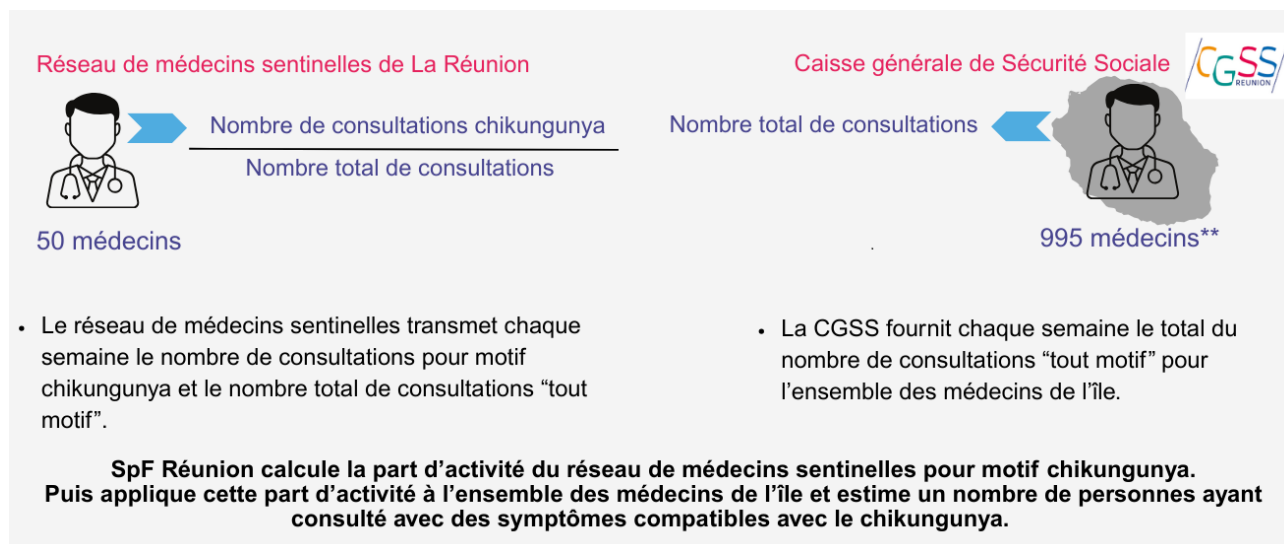 Réseau de médecins sentinelles de La Réunion
Nombre de consultations chikungunya
Nombre total de consultations
50 médecins
Caisse générale de Sécurité Sociale
CGSS
REUNION
Nombre total de consultations
995 médecins**
• Le réseau de médecins sentinelles transmet chaque
semaine le nombre de consultations pour motif
chikungunya et le nombre total de consultations “tout
motif”.
• La CGSS fournit chaque semaine le total du
nombre de consultations “tout motif” pour
l’ensemble des médecins de l’île.
SpF Réunion calcule la part d’activité du réseau de médecins sentinelles pour motif chikungunya.
Puis applique cette part d’activité à l’ensemble des médecins de l’île et estime un nombre de personnes ayant
consulté avec des symptômes compatibles avec le chikungunya.